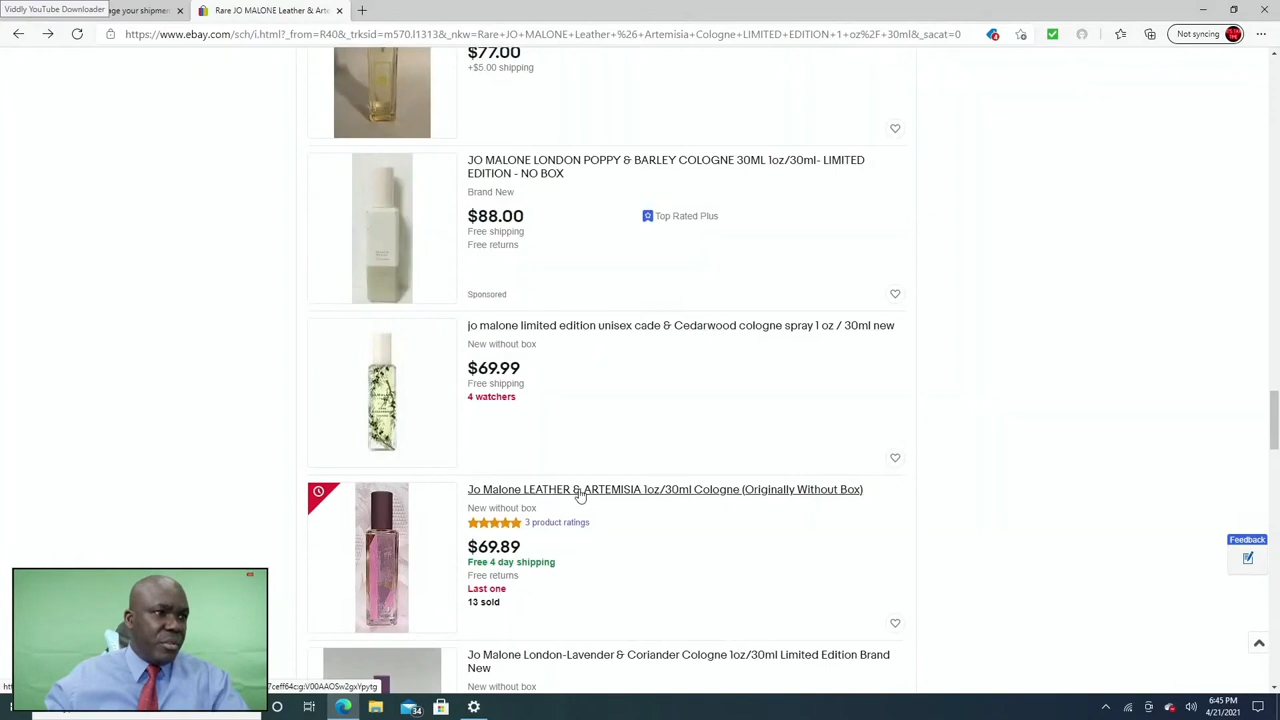 Viddly YouTube Downloader
age your shipmen
Rare JO MALONE Leather & Arte
https://www.ebay.com/sch/i.html?_from=R40&_trksid=m570.l1313&_nkw=Rare+JO+MALONE+Leather+%26+Artemisia+Cologne+LIMITED+EDITION+1+oz%2F+30ml&_sacat=0
Not syncing
$77.00
+$5.00 shipping
JO MALONE LONDON POPPY & BARLEY COLOGNE 30ML 1oz/30ml- LIMITED
EDITION - NO BOX
Brand New
$88.00
Top Rated Plus
Free shipping
Free returns
Sponsored
jo malone limited edition unisex cade & Cedarwood cologne spray 1 oz / 30ml new
New without box
$69.99
Free shipping
4 watchers
Jo Malone LEATHER & ARTEMISIA 1oz/30ml Cologne (Originally Without Box)
New without box
3 product ratings
$69.89
Free 4 day shipping
Free returns
Last one
13 sold
Feedback
Jo Malone London-Lavender & Coriander Cologne 1oz/30ml Limited Edition Brand
New
New without box
7ceff64c:g:V00AAOSw2gxYpytg
34
6:45 PM
4/21/2021